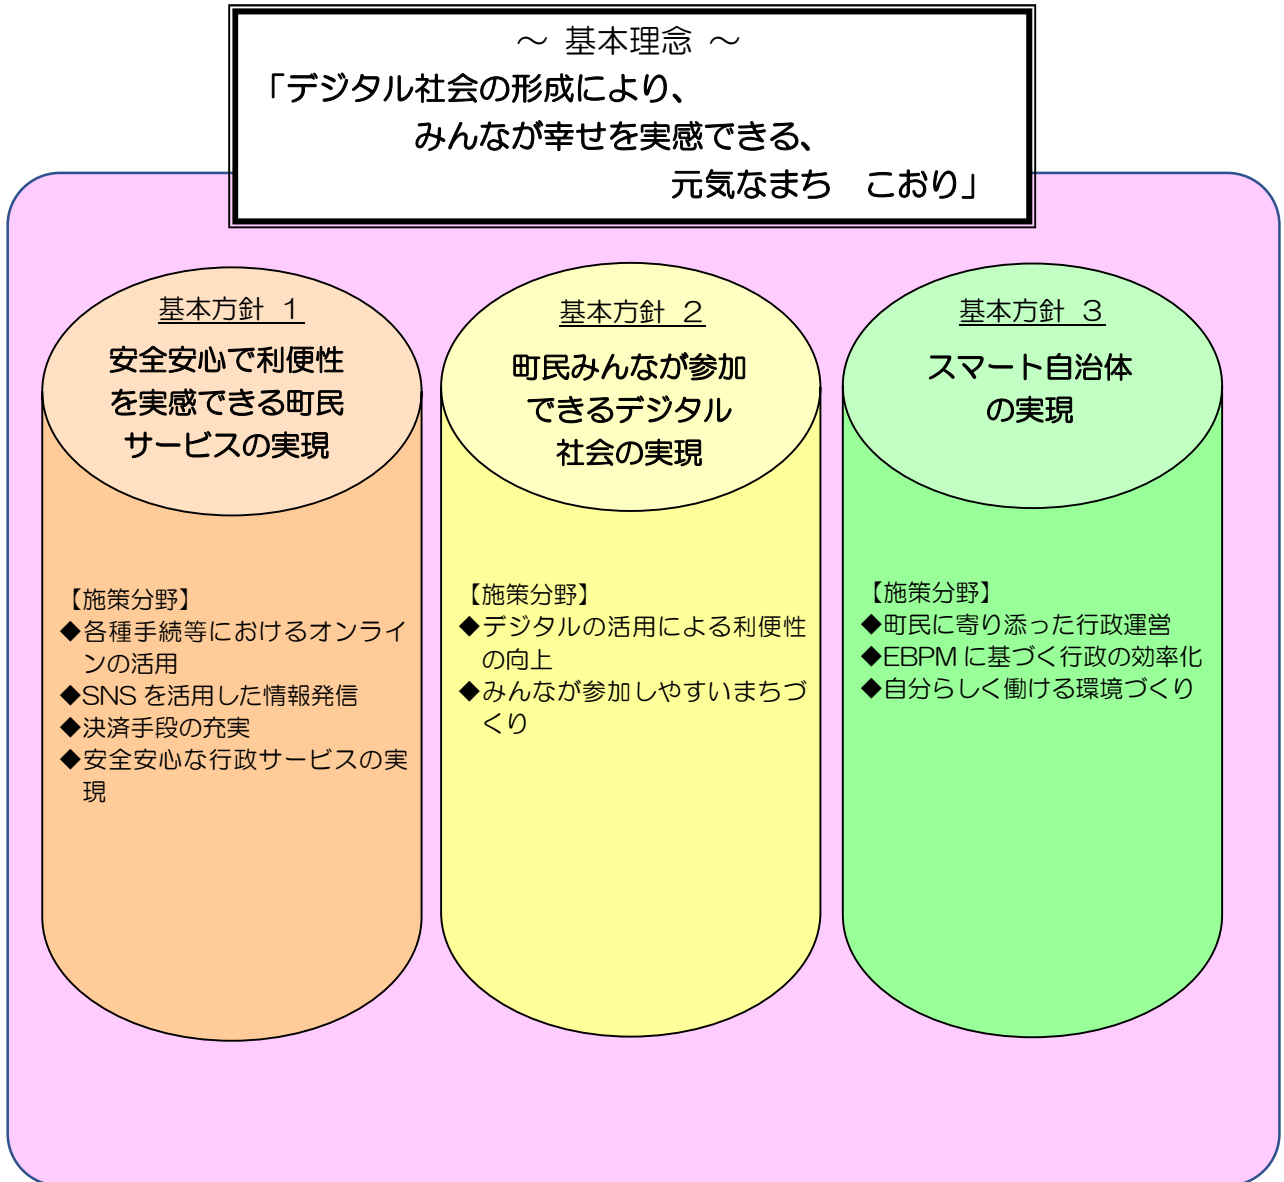 ～ 基本理念 ～
「デジタル社会の形成により、
みんなが幸せを実感できる、
元気なまち　こおり」
基本方針 1
安全安心で利便性
を実感できる町民
サービスの実現
【施策分野】
◆各種手続等におけるオンライ
ンの活用
◆SNS を活用した情報発信
◆決済手段の充実
◆安全安心な行政サービスの実
現
基本方針 2
町民みんなが参加
できるデジタル
社会の実現
【施策分野】
◆デジタルの活用による利便性
の向上
◆みんなが参加しやすいまちづ
くり
基本方針 3
スマート自治体
の実現
【施策分野】
◆町民に寄り添った行政運営
◆EBPM に基づく行政の効率化
◆自分らしく働ける環境づくり